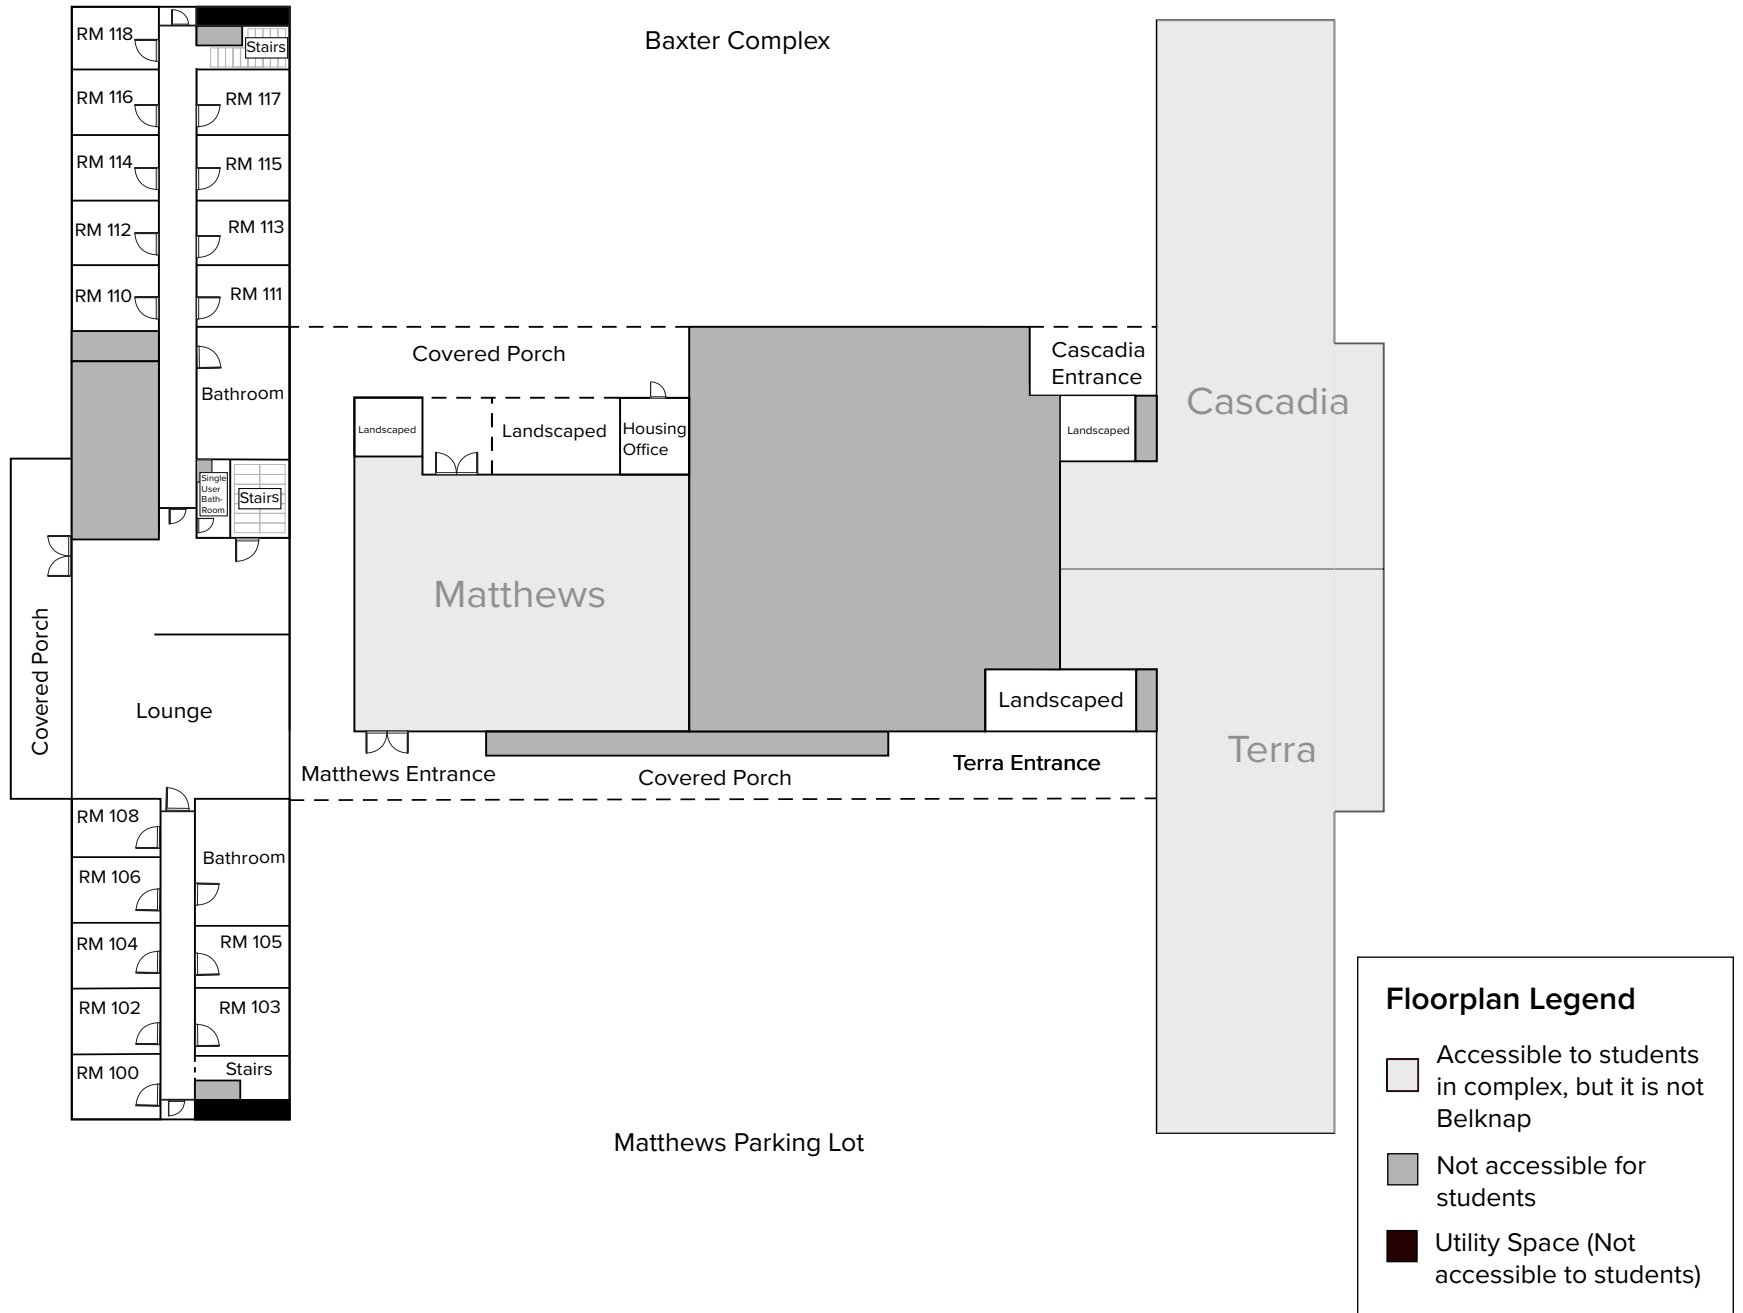 Baxter Complex
RM 118
Stairs
RM 116
RM 117
RM 114
RM 115
RM 112
RM 113
RM 110
RM 111
Bathroom
Single
User
Bath-
Room
Stairs
Covered Porch
Lounge
RM 108
Bathroom
RM 106
RM 104
RM 105
RM 102
RM 103
RM 100
Stairs
Covered Porch
Landscaped
Landscaped
Housing
Office
Matthews
Matthews Entrance
Covered Porch
Cascadia
Entrance
Landscaped
Cascadia
Landscaped
Terra Entrance
Terra
Matthews Parking Lot
Floorplan Legend
Accessible to students
in complex, but it is not
Belknap
Not accessible for
students
Utility Space (Not
accessible to students)